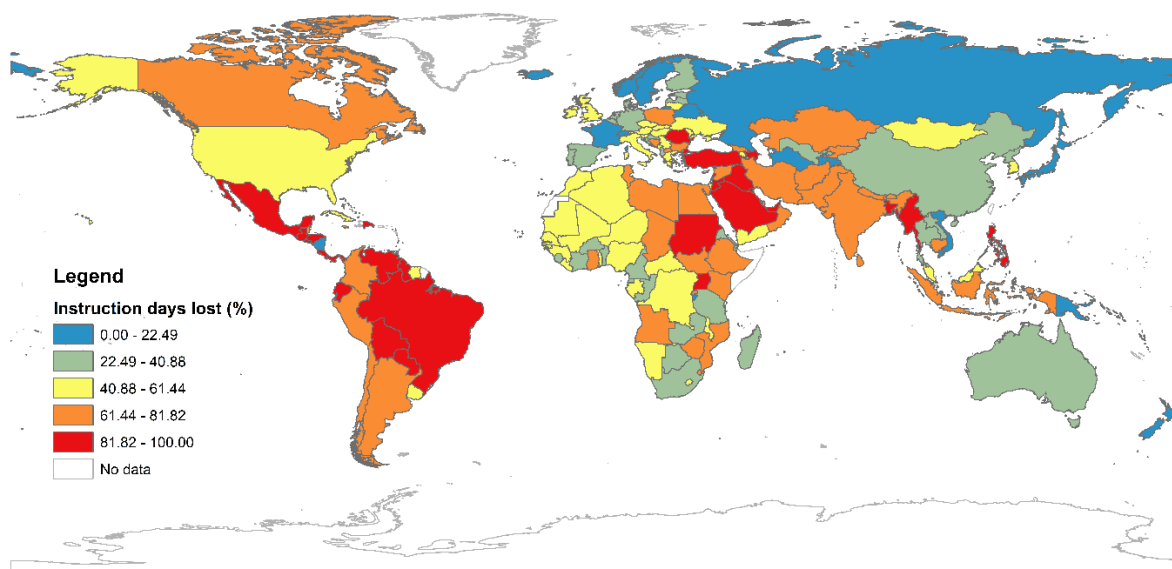 Legend
Instruction days lost (%)
0.00 - 22.49
22.49 - 40.88
40.88 - 61.44
61.44 - 81.82
81.82 - 100.00
No data